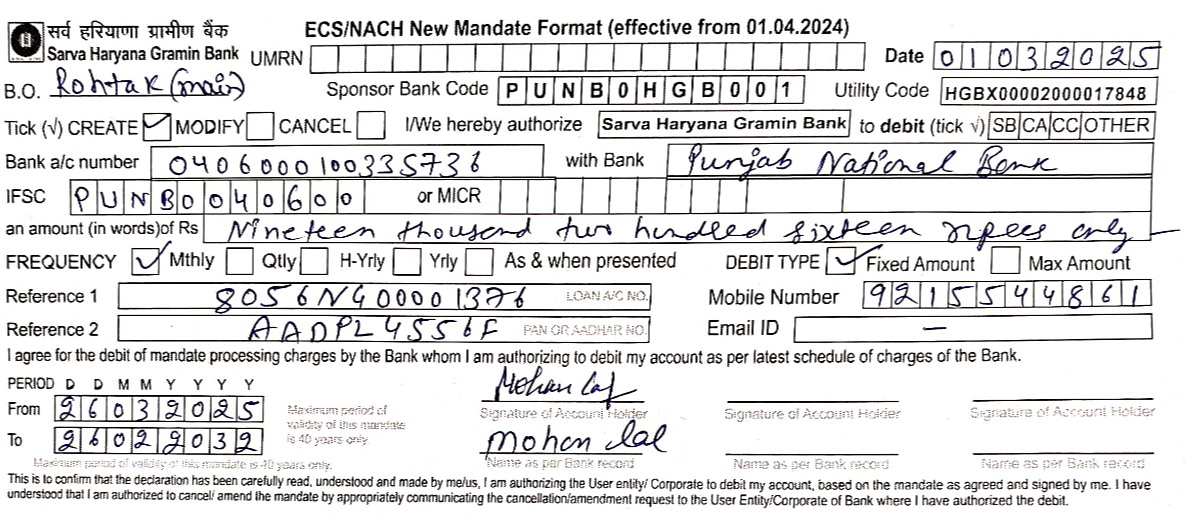 सर्व हरियाणा ग्रामीण बैंक
Sarva Haryana Gramin Bank
ECS/NACH New Mandate Format (effective from 01.04.2024)
UMRN
Date 01032025
B.O. Rohtak (main)
Sponsor Bank Code PUNB0HGB001
Utility Code HGBX00002000017848
Tick (√) CREATE ✓ MODIFY CANCEL I/We hereby authorize Sarva Haryana Gramin Bank to debit (tick √) SB CA CC OTHER
Bank a/c number 0406000100335736 with Bank Punjab National Bank
IFSC PUNB0040600 or MICR
an amount (in words)of Rs Nineteen thousand two hundled sixteen rupees only
FREQUENCY ✓ Mthly Qtly H-Yrly Yrly As & when presented DEBIT TYPE ✓ Fixed Amount Max Amount
Reference 1 8056NG00001376 LOAN A/C NO. Mobile Number 9215544861
Reference 2 AADPL4556F PAN OR AADHAR NO. Email ID —
I agree for the debit of mandate processing charges by the Bank whom I am authorizing to debit my account as per latest schedule of charges of the Bank.
PERIOD D D M M Y Y Y Y
From 26032025
To 26022032
Maximum period of
validity of this mandate
is 40 years only.
Maximum period of validity of this mandate is 40 years only.
Mohan Lal
Signature of Account Holder Signature of Account Holder Signature of Account Holder
mohan lal
Name as per Bank record Name as per Bank record Name as per Bank record
This is to confirm that the declaration has been carefully read, understood and made by me/us, I am authorizing the User entity/ Corporate to debit my account, based on the mandate as agreed and signed by me. I have
understood that I am authorized to cancel/ amend the mandate by appropriately communicating the cancellation/amendment request to the User Entity/Corporate of Bank where I have authorized the debit.